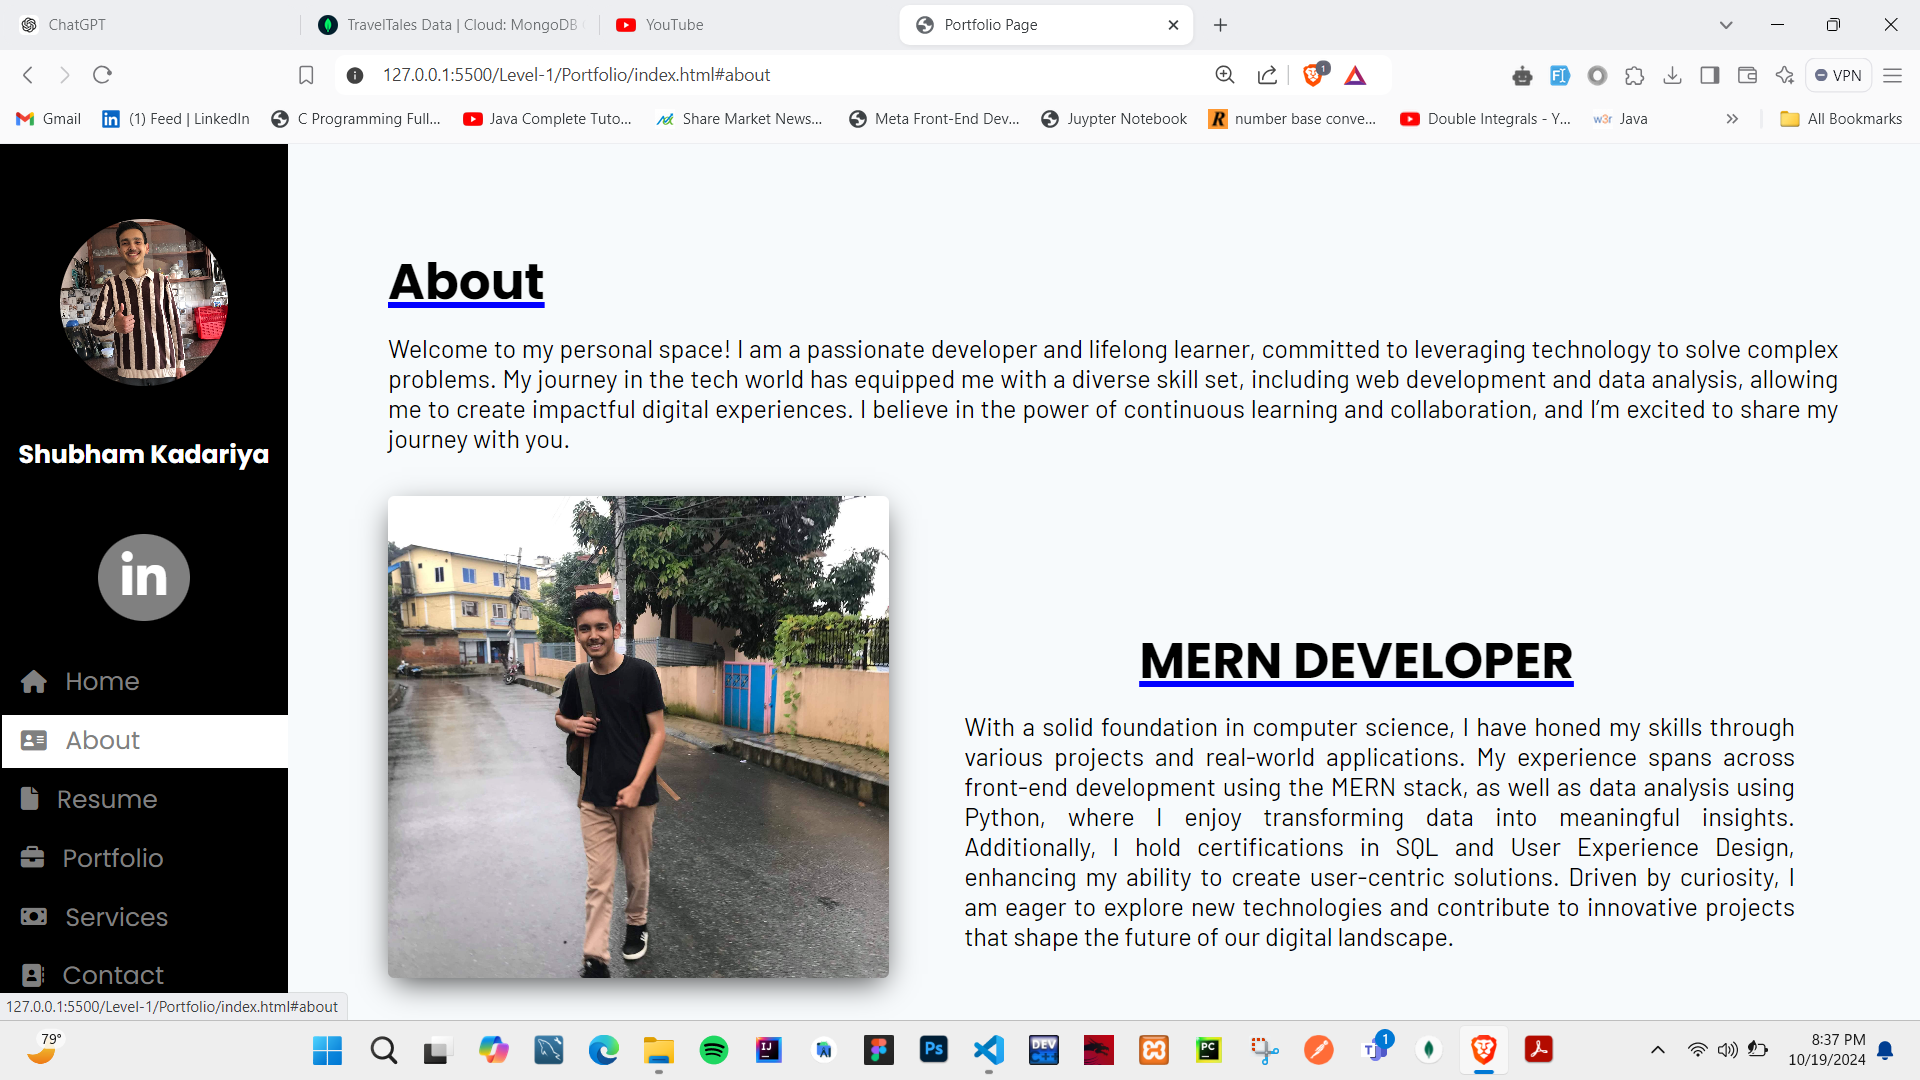 ChatGPT
TravelTales Data | Cloud: MongoDB
YouTube
Portfolio Page
127.0.0.1:5500/Level-1/Portfolio/index.html#about
1
VPN
Gmail
(1) Feed | LinkedIn
C Programming Full...
Java Complete Tuto...
Share Market News...
Meta Front-End Dev...
Juypter Notebook
number base conve...
Double Integrals - Y...
w3r
Java
All Bookmarks
Shubham Kadariya
in
Home
About
Resume
Portfolio
Services
Contact
About
Welcome to my personal space! I am a passionate developer and lifelong learner, committed to leveraging technology to solve complex
problems. My journey in the tech world has equipped me with a diverse skill set, including web development and data analysis, allowing
me to create impactful digital experiences. I believe in the power of continuous learning and collaboration, and I’m excited to share my
journey with you.
MERN DEVELOPER
With a solid foundation in computer science, I have honed my skills through
various projects and real-world applications. My experience spans across
front-end development using the MERN stack, as well as data analysis using
Python, where I enjoy transforming data into meaningful insights.
Additionally, I hold certifications in SQL and User Experience Design,
enhancing my ability to create user-centric solutions. Driven by curiosity, I
am eager to explore new technologies and contribute to innovative projects
that shape the future of our digital landscape.
127.0.0.1:5500/Level-1/Portfolio/index.html#about
79°
IJ
Ps
DEV
PC
1
8:37 PM
10/19/2024